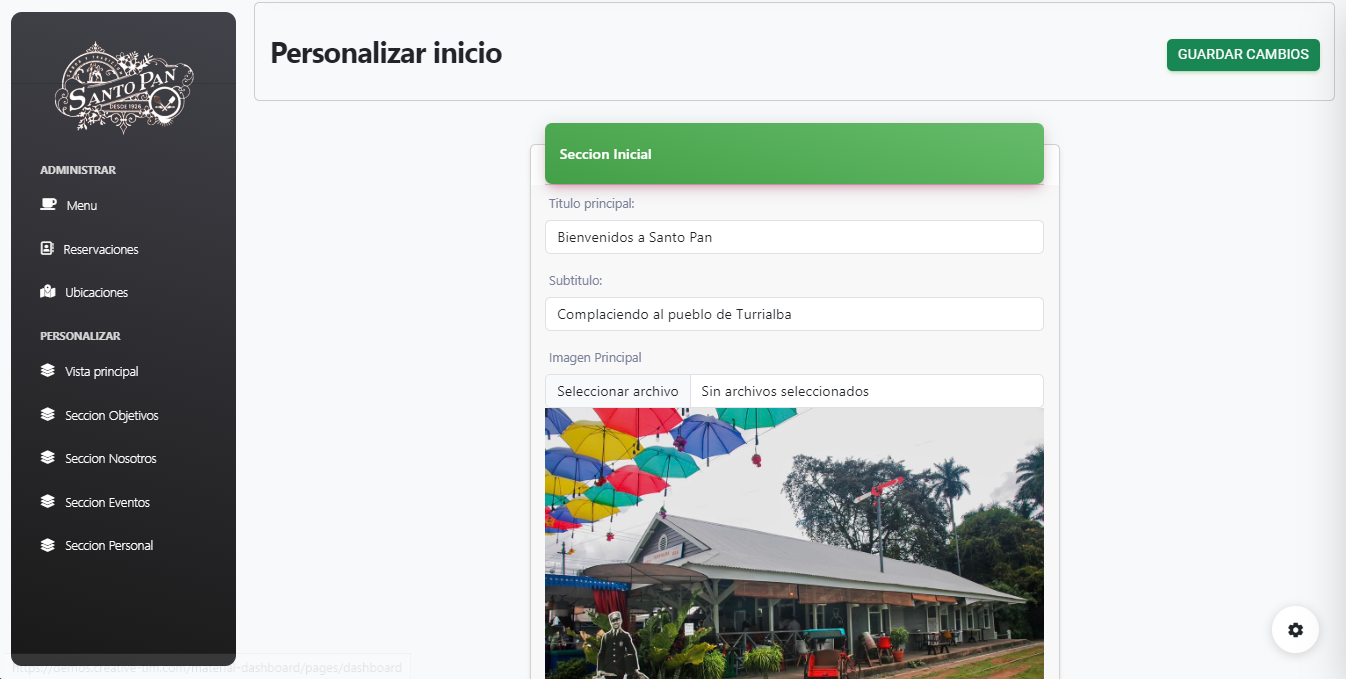 SANTO PAN
DESDE 1928
ADMINISTRAR
Menu
Reservaciones
Ubicaciones
PERSONALIZAR
Vista principal
Seccion Objetivos
Seccion Nosotros
Seccion Eventos
Seccion Personal
Personalizar inicio
GUARDAR CAMBIOS
Seccion Inicial
Titulo principal:
Bienvenidos a Santo Pan
Subtitulo:
Complaciendo al pueblo de Turrialba
Imagen Principal
Seleccionar archivo Sin archivos seleccionados
https://demos.creative-tim.com/material-dashboard/pages/dashboard